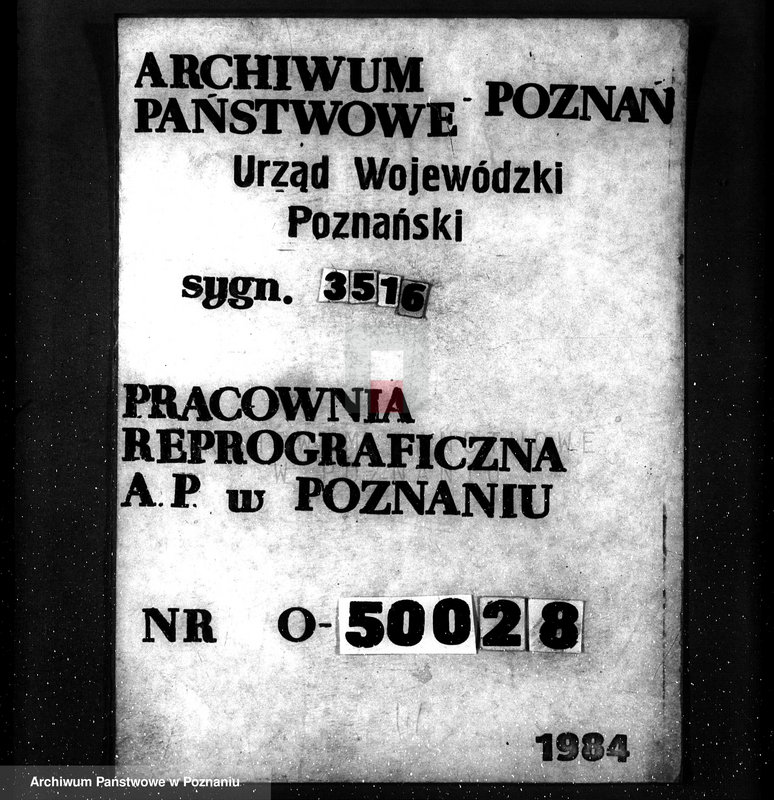 ARCHIWUM
PAŃSTWOWE - POZNAŃ
Urząd Wojewódzki
Poznański
sygn. 3516
PRACOWNIA
REPROGRAFICZNA
A.P. w POZNANIU
NR O-50028
1984
Archiwum Państwowe w Poznaniu